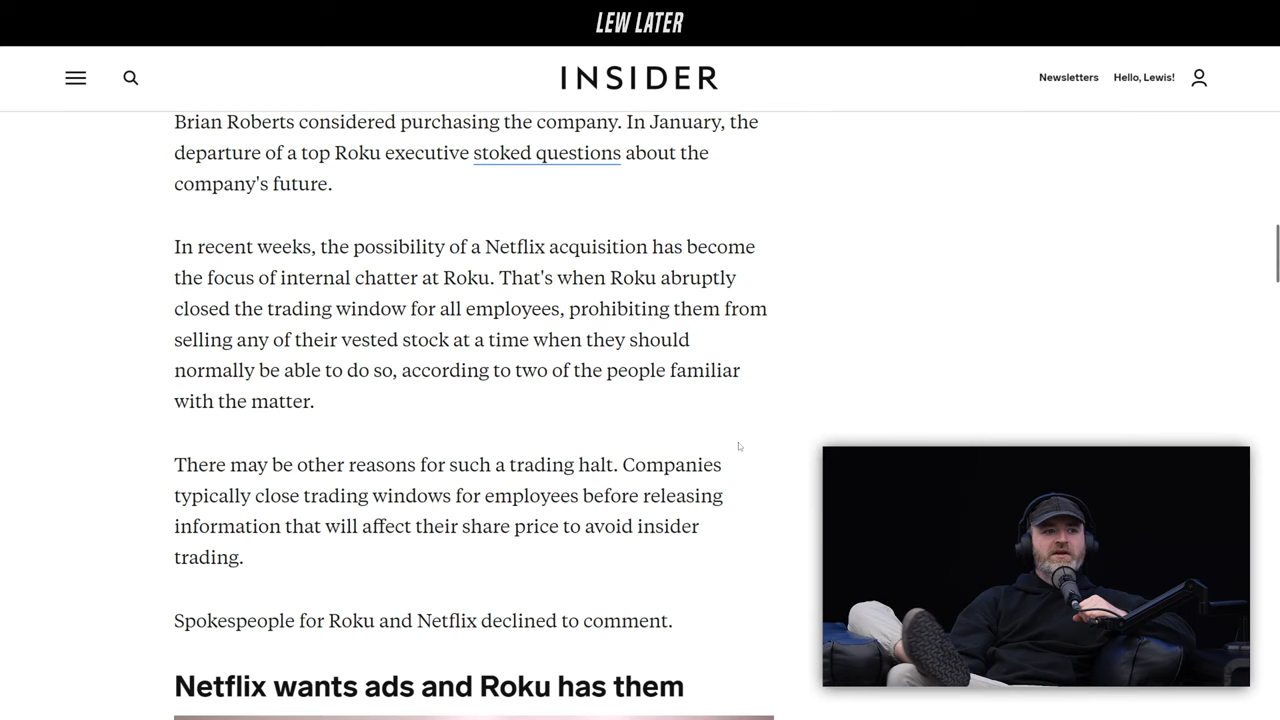 LEW LATER
INSIDER
Newsletters
Hello, Lewis!
Brian Roberts considered purchasing the company. In January, the
departure of a top Roku executive stoked questions about the
company's future.
In recent weeks, the possibility of a Netflix acquisition has become
the focus of internal chatter at Roku. That's when Roku abruptly
closed the trading window for all employees, prohibiting them from
selling any of their vested stock at a time when they should
normally be able to do so, according to two of the people familiar
with the matter.
There may be other reasons for such a trading halt. Companies
typically close trading windows for employees before releasing
information that will affect their share price to avoid insider
trading.
Spokespeople for Roku and Netflix declined to comment.
Netflix wants ads and Roku has them